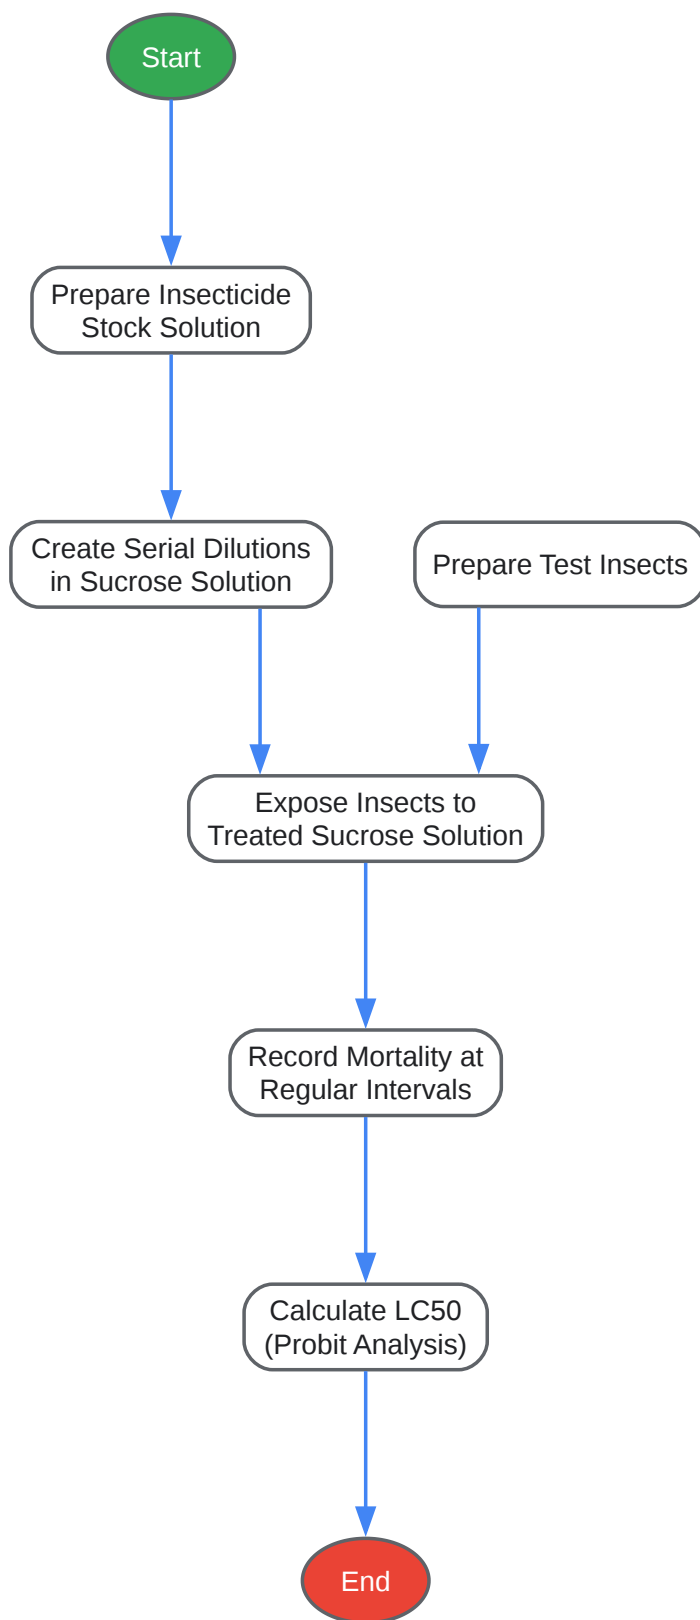 Start
Prepare Insecticide
Stock Solution
Create Serial Dilutions
in Sucrose Solution
Prepare Test Insects
Expose Insects to
Treated Sucrose Solution
Record Mortality at
Regular Intervals
Calculate LC50
(Probit Analysis)
End